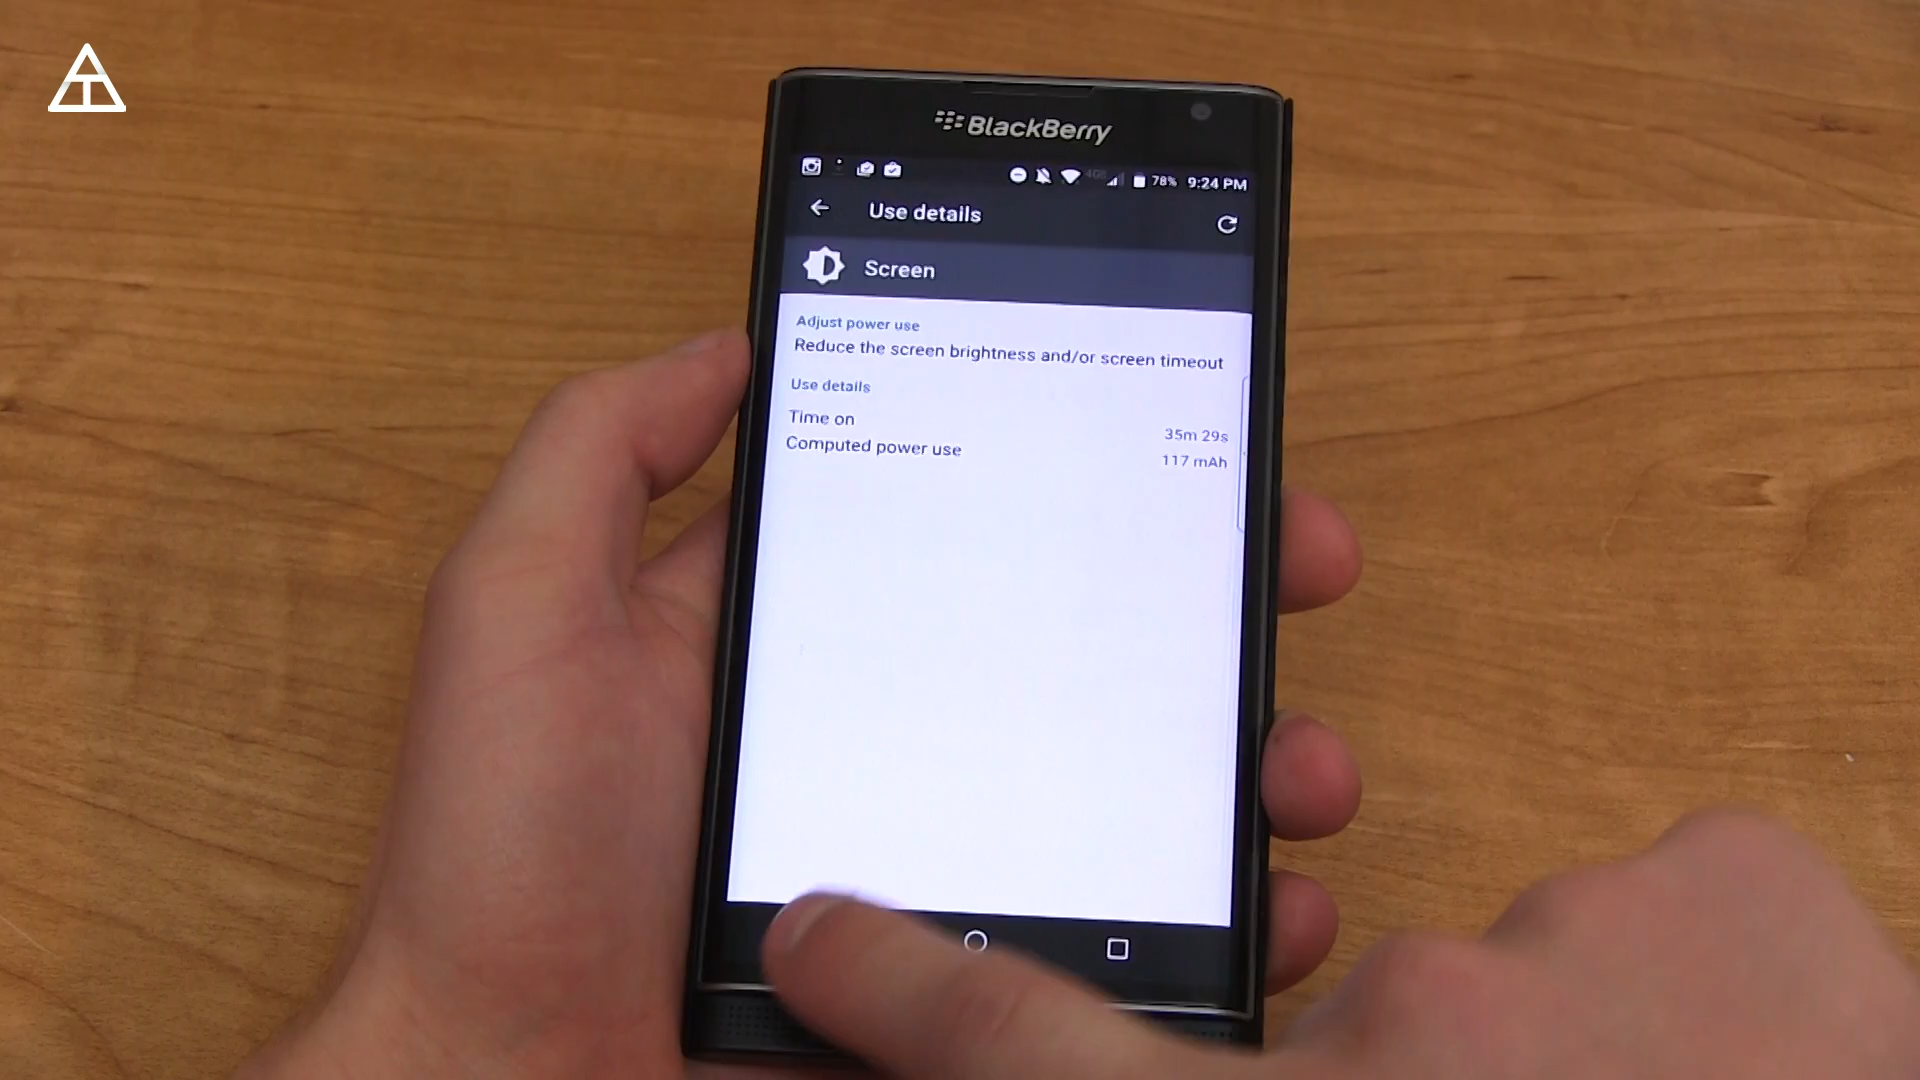 BlackBerry
4G 78% 9:24 PM
Use details
Screen
Adjust power use
Reduce the screen brightness and/or screen timeout
Use details
Time on 35m 29s
Computed power use 117 mAh